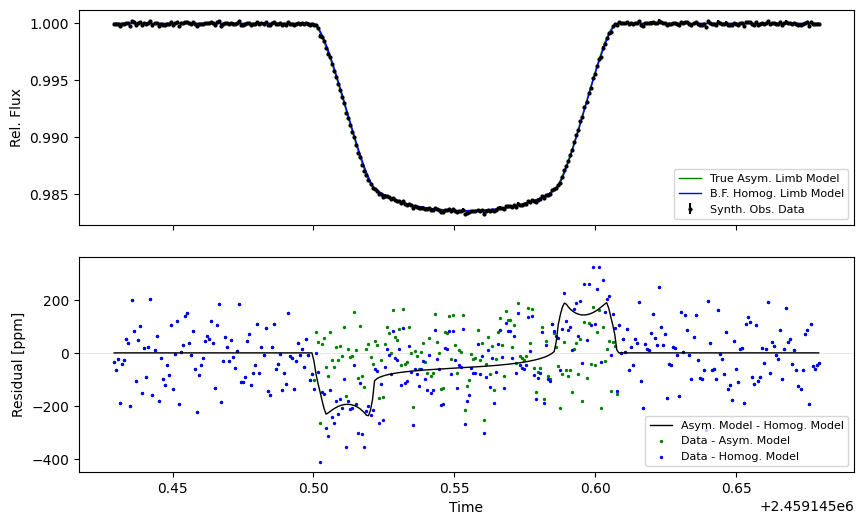 1.000
0.995
0.990
0.985
Rel. Flux
True Asym. Limb Model
B.F. Homog. Limb Model
Synth. Obs. Data
200
0
−200
−400
Residual [ppm]
Asym. Model - Homog. Model
Data - Asym. Model
Data - Homog. Model
0.45 0.50 0.55 0.60 0.65
Time
+2.459145e6